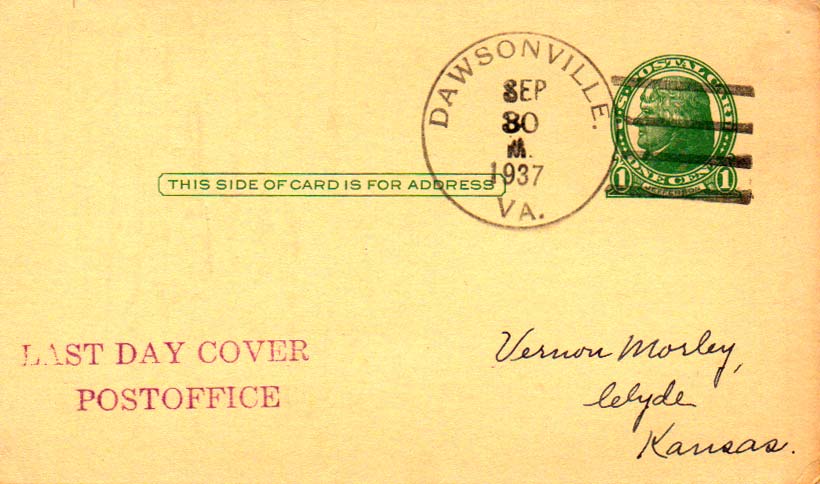 DAWSONVILLE.
SEP
30
M.
1937
VA.
U.S. POSTAL CARD
ONE CENT
1 JEFFERSON 1
THIS SIDE OF CARD IS FOR ADDRESS
LAST DAY COVER
POSTOFFICE
Vernon Morley,
Clyde
Kansas.